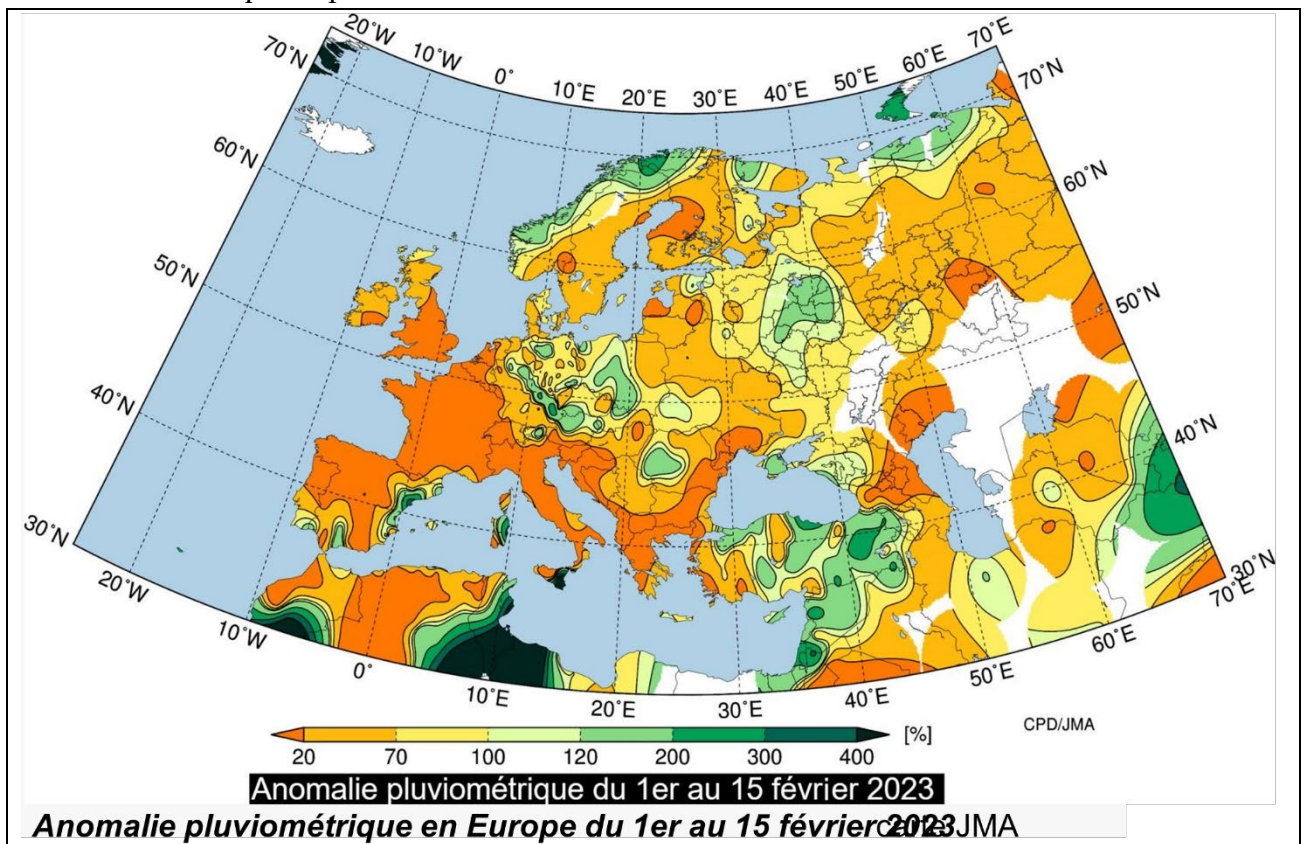 20˚W 10˚W 0˚ 10˚E 20˚E 30˚E 40˚E 50˚E 60˚E 70˚E
70˚N 70˚N
60˚N 60˚N
50˚N 50˚N
40˚N 40˚N
30˚N 30˚N
20˚W 10˚W 0˚ 10˚E 20˚E 30˚E 40˚E 50˚E 60˚E 70˚E
CPD/JMA
[%]
20 70 100 120 200 300 400
Anomalie pluviométrique du 1er au 15 février 2023
Anomalie pluviométrique en Europe du 1er au 15 février 2023 JMA